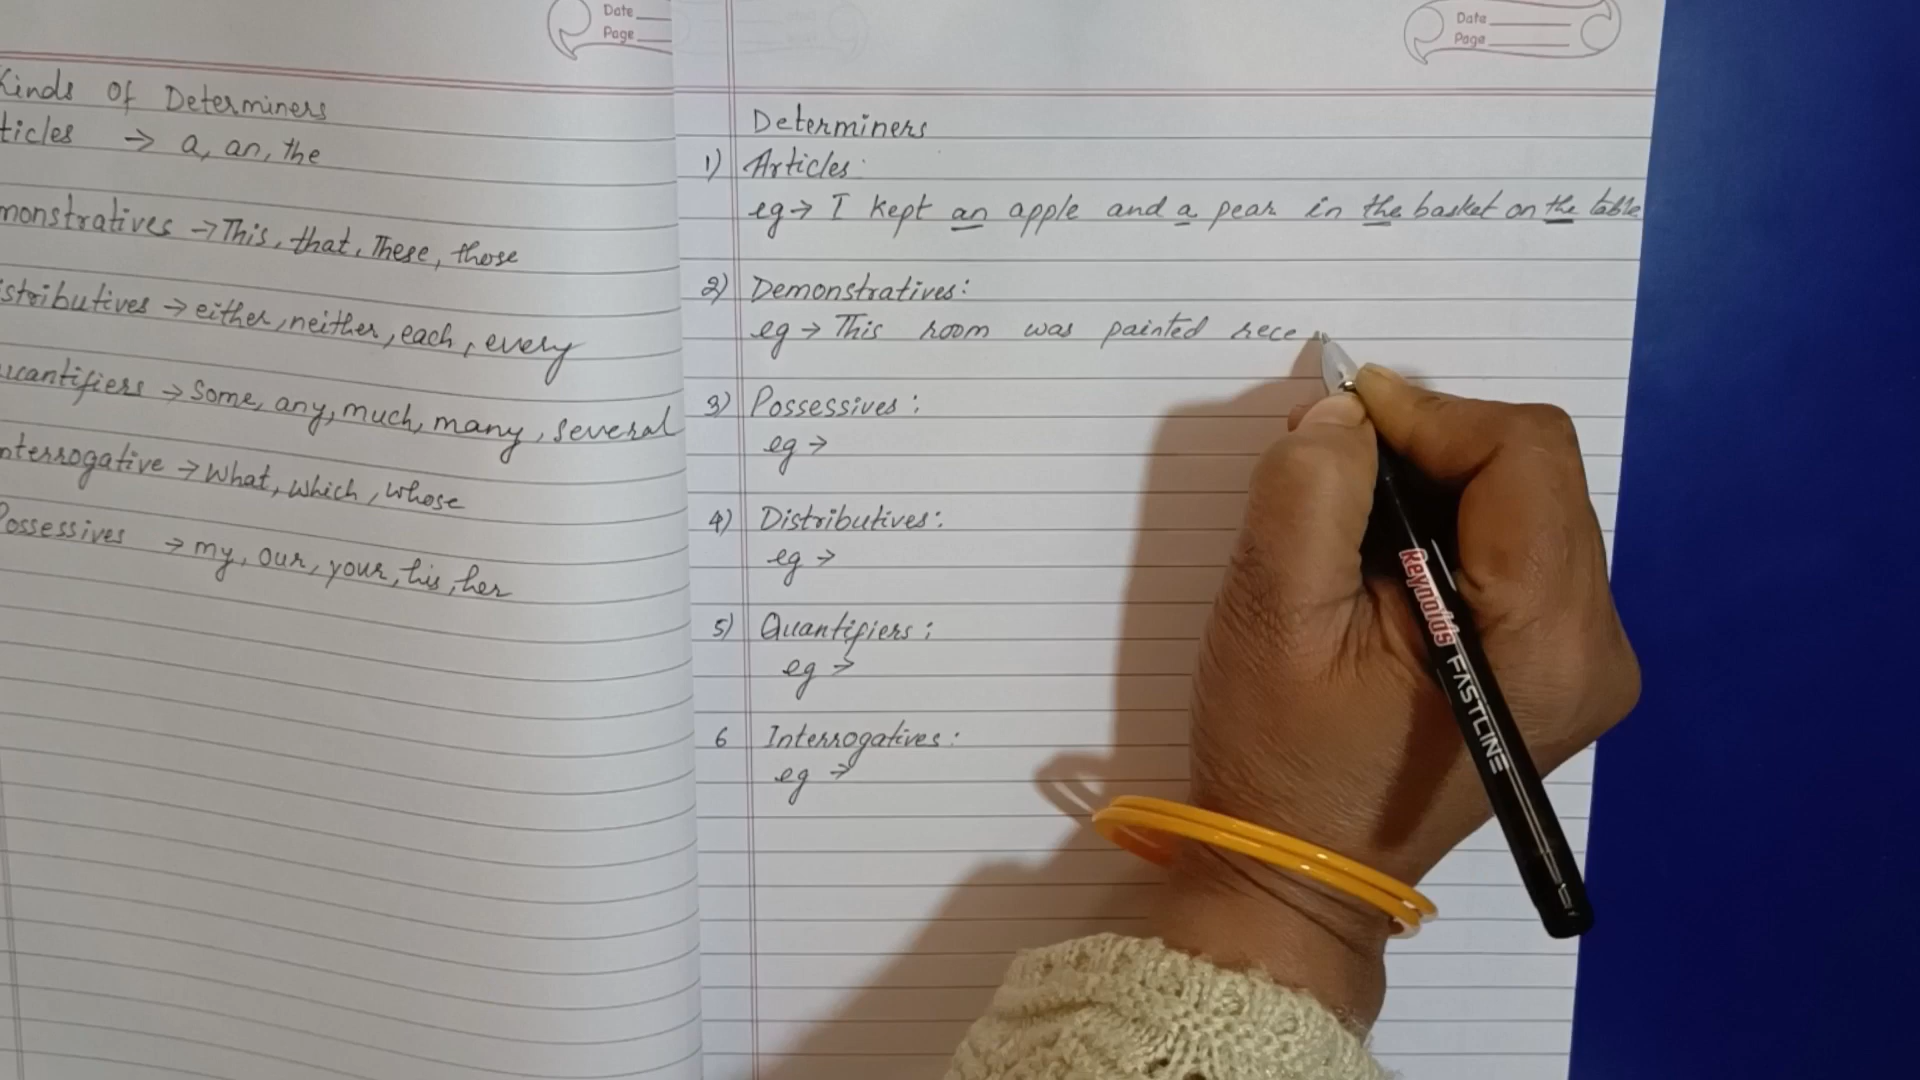 Date
Page
Kinds Of Determiners
ticles → a, an, the
monstratives → This, that, These, those
stributives → either, neither, each, every
uantifiers → Some, any, much, many, several
nterrogative → What, which, whose
Possessives → my, our, your, his, her
Date
Page
Determiners
1) Articles:
eg → I kept an apple and a pear in the basket on the table
2) Demonstratives:
eg → This room was painted rece
3) Possessives:
eg →
4) Distributives:
eg →
5) Quantifiers:
eg →
6 Interrogatives:
eg →
Reynolds FASTLINE